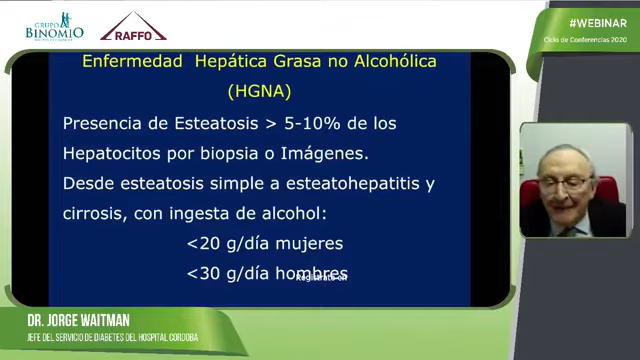 GRUPO
BINOMIO
RAFFO
#WEBINAR
Ciclo de Conferencias 2020
Enfermedad Hepática Grasa no Alcohólica
(HGNA)
Presencia de Esteatosis > 5-10% de los
Hepatocitos por biopsia o Imágenes.
Desde esteatosis simple a esteatohepatitis y
cirrosis, con ingesta de alcohol:
<20 g/día mujeres
<30 g/día hombres
DR. JORGE WAITMAN
JEFE DEL SERVICIO DE DIABETES DEL HOSPITAL CORDOBA